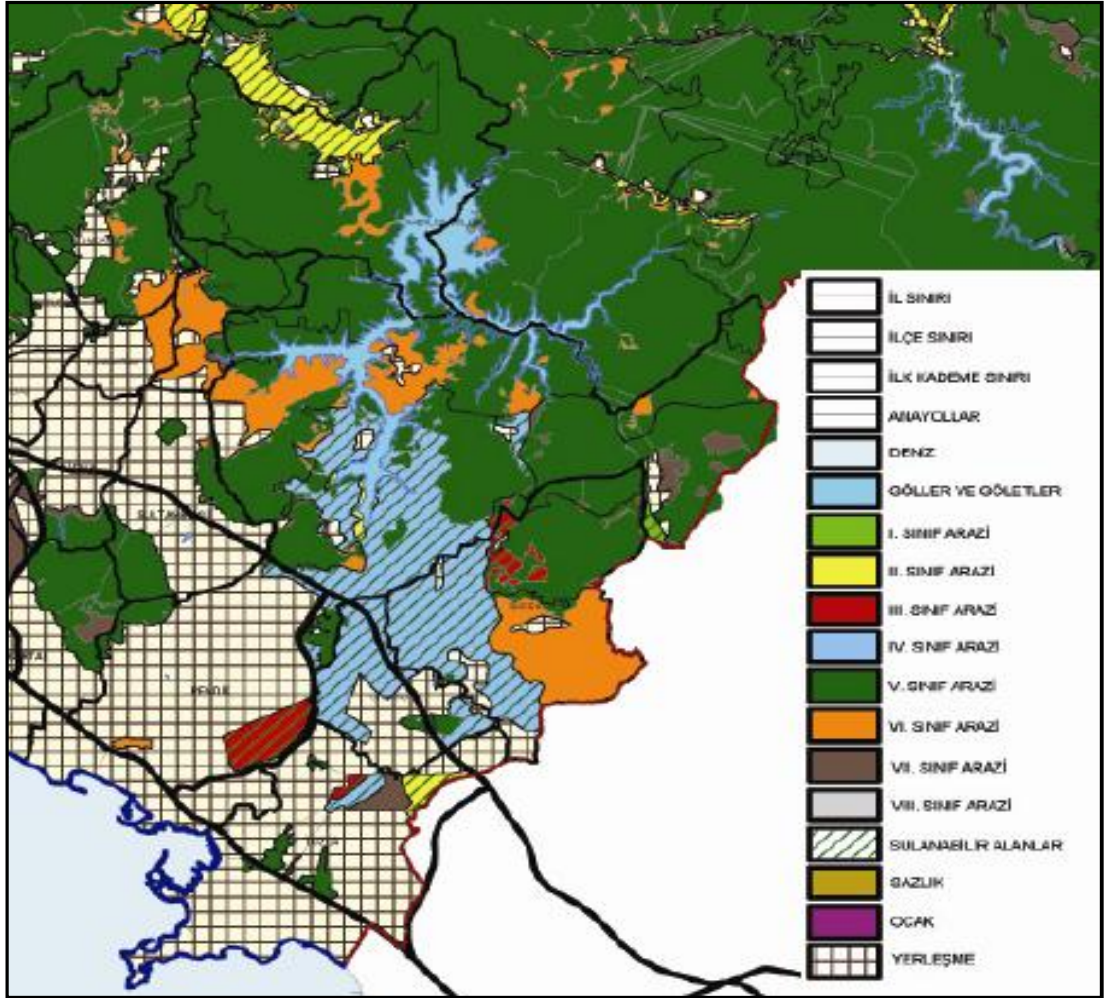 İL SINIRI
İLÇE SINIRI
İLK KADEME SINIRI
ANAYOLLAR
DENİZ
GÖLLER VE GÖLETLER
I. SINIF ARAZİ
II. SINIF ARAZİ
III. SINIF ARAZİ
IV. SINIF ARAZİ
V. SINIF ARAZİ
VI. SINIF ARAZİ
VII. SINIF ARAZİ
VIII. SINIF ARAZİ
SULANABİLİR ALANLAR
SAZLIK
OCAK
YERLEŞME
PENDİK